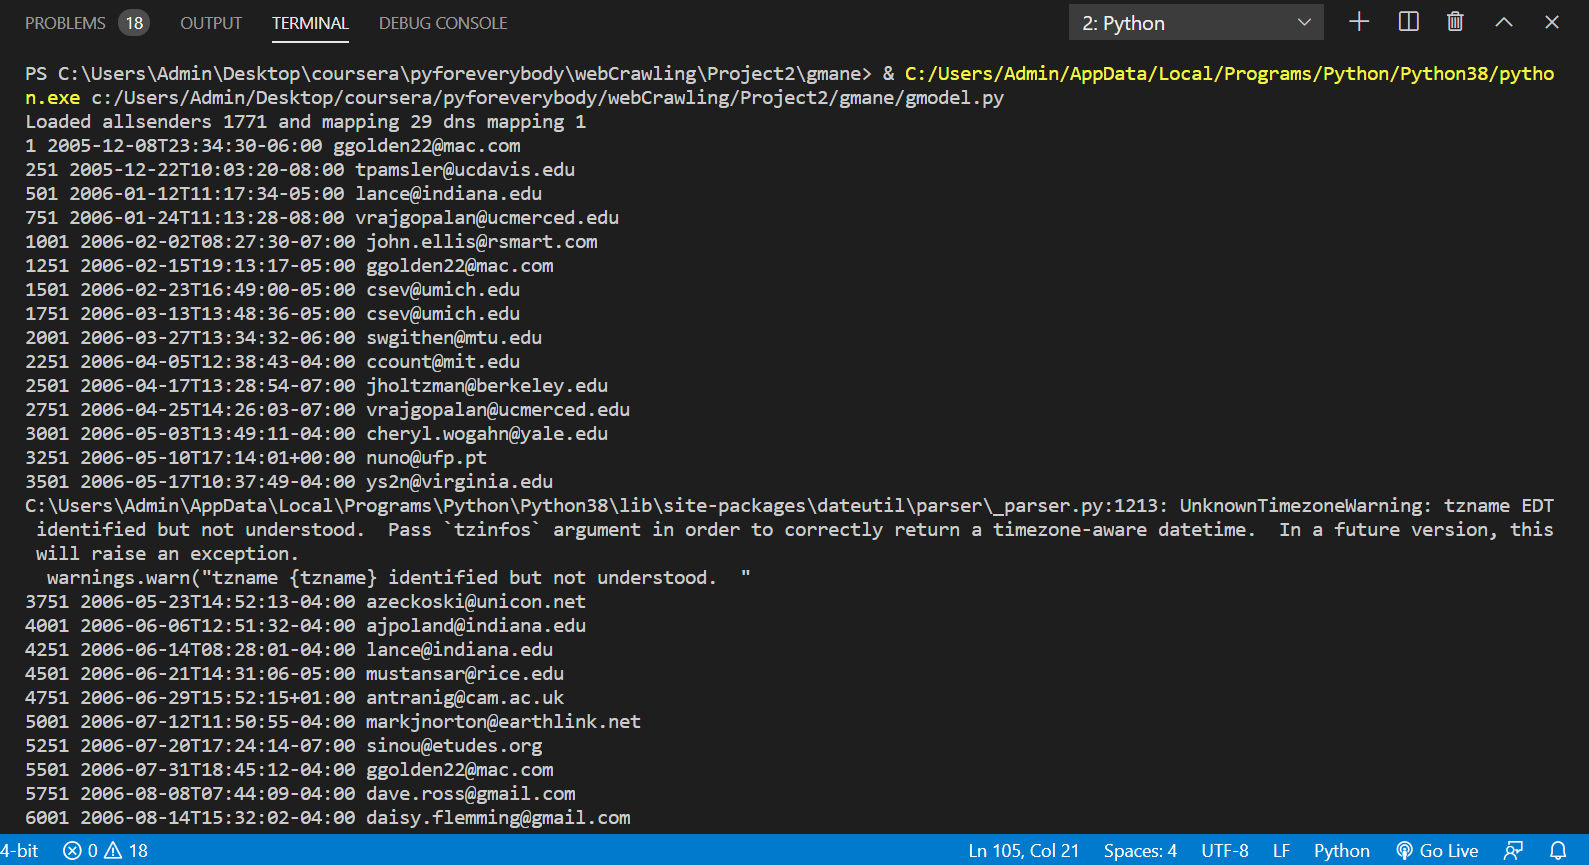 PROBLEMS 18 OUTPUT TERMINAL DEBUG CONSOLE 2: Python
PS C:\Users\Admin\Desktop\coursera\pyforeverybody\webCrawling\Project2\gmane> & C:/Users/Admin/AppData/Local/Programs/Python/Python38/pytho
n.exe c:/Users/Admin/Desktop/coursera/pyforeverybody/webCrawling/Project2/gmane/gmodel.py
Loaded allsenders 1771 and mapping 29 dns mapping 1
1 2005-12-08T23:34:30-06:00 ggolden22@mac.com
251 2005-12-22T10:03:20-08:00 tpamsler@ucdavis.edu
501 2006-01-12T11:17:34-05:00 lance@indiana.edu
751 2006-01-24T11:13:28-08:00 vrajgopalan@ucmerced.edu
1001 2006-02-02T08:27:30-07:00 john.ellis@rsmart.com
1251 2006-02-15T19:13:17-05:00 ggolden22@mac.com
1501 2006-02-23T16:49:00-05:00 csev@umich.edu
1751 2006-03-13T13:48:36-05:00 csev@umich.edu
2001 2006-03-27T13:34:32-06:00 swgithen@mtu.edu
2251 2006-04-05T12:38:43-04:00 ccount@mit.edu
2501 2006-04-17T13:28:54-07:00 jholtzman@berkeley.edu
2751 2006-04-25T14:26:03-07:00 vrajgopalan@ucmerced.edu
3001 2006-05-03T13:49:11-04:00 cheryl.wogahn@yale.edu
3251 2006-05-10T17:14:01+00:00 nuno@ufp.pt
3501 2006-05-17T10:37:49-04:00 ys2n@virginia.edu
C:\Users\Admin\AppData\Local\Programs\Python\Python38\lib\site-packages\dateutil\parser\_parser.py:1213: UnknownTimezoneWarning: tzname EDT
identified but not understood.  Pass `tzinfos` argument in order to correctly return a timezone-aware datetime.  In a future version, this
will raise an exception.
warnings.warn("tzname {tzname} identified but not understood.  "
3751 2006-05-23T14:52:13-04:00 azeckoski@unicon.net
4001 2006-06-06T12:51:32-04:00 ajpoland@indiana.edu
4251 2006-06-14T08:28:01-04:00 lance@indiana.edu
4501 2006-06-21T14:31:06-05:00 mustansar@rice.edu
4751 2006-06-29T15:52:15+01:00 antranig@cam.ac.uk
5001 2006-07-12T11:50:55-04:00 markjnorton@earthlink.net
5251 2006-07-20T17:24:14-07:00 sinou@etudes.org
5501 2006-07-31T18:45:12-04:00 ggolden22@mac.com
5751 2006-08-08T07:44:09-04:00 dave.ross@gmail.com
6001 2006-08-14T15:32:02-04:00 daisy.flemming@gmail.com
4-bit 0 18 Ln 105, Col 21 Spaces: 4 UTF-8 LF Python Go Live